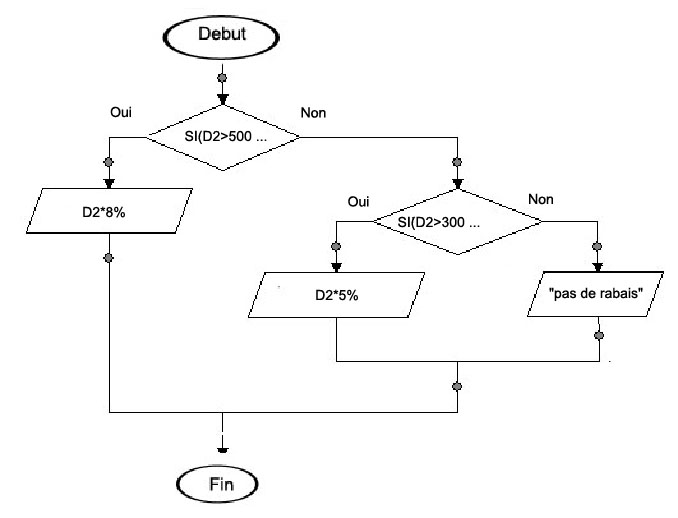 Debut
Oui
Non
SI(D2>500 ...
D2*8%
Oui
Non
SI(D2>300 ...
D2*5%
"pas de rabais"
Fin